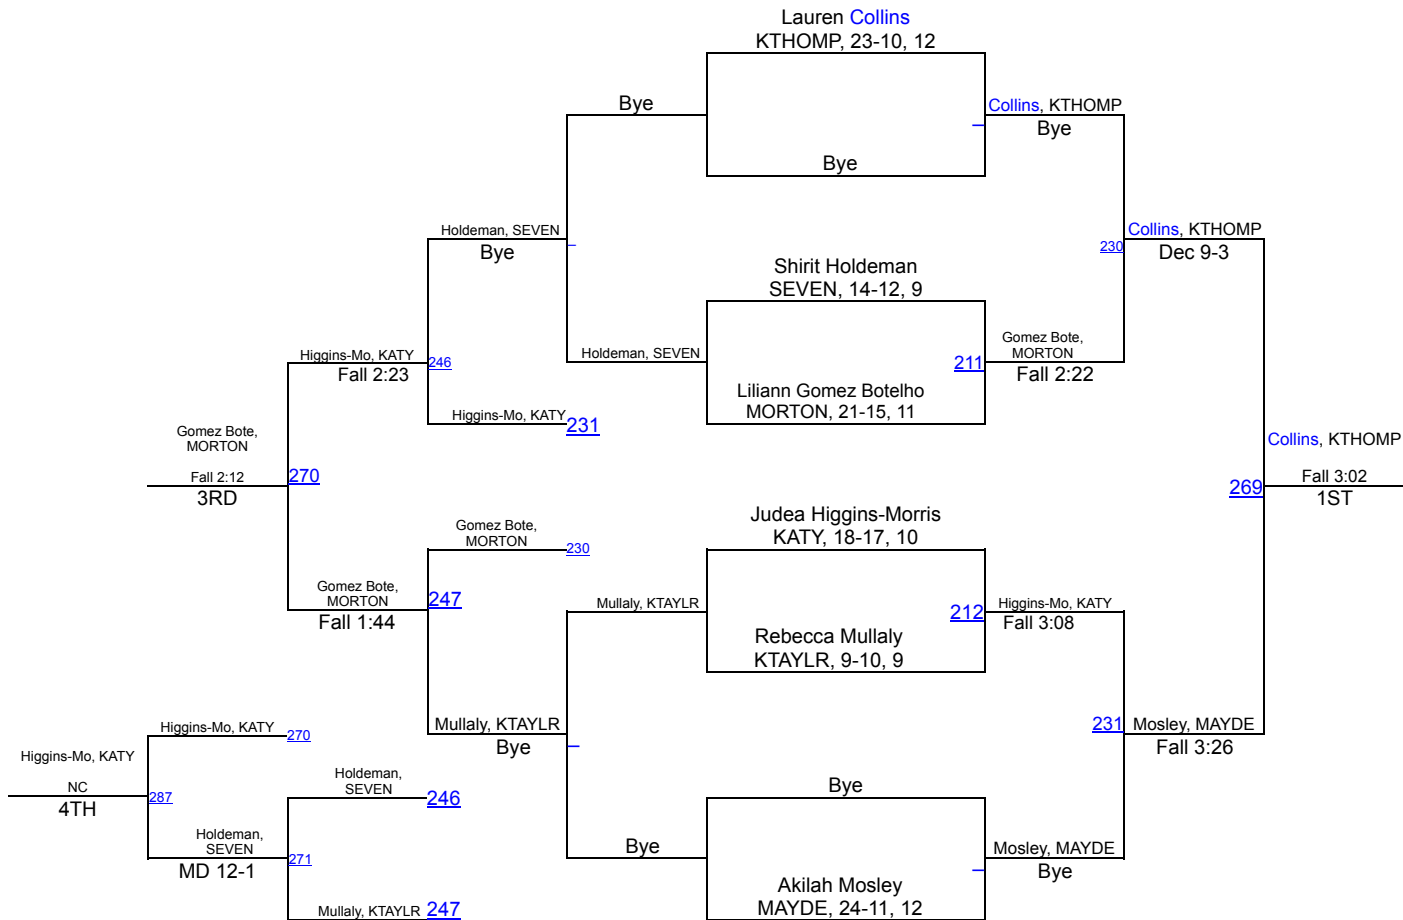 Lauren Collins
KTHOMP, 23-10, 12
Bye
Collins, KTHOMP
Bye
Bye
Holdeman, SEVEN
Bye
Collins, KTHOMP
230
Dec 9-3
Shirit Holdeman
SEVEN, 14-12, 9
Higgins-Mo, KATY
246
Fall 2:23
Holdeman, SEVEN
211
Gomez Bote,
MORTON
Fall 2:22
Liliann Gomez Botelho
MORTON, 21-15, 11
Higgins-Mo, KATY
231
Gomez Bote,
MORTON
Fall 2:12
3RD
270
Collins, KTHOMP
269
Fall 3:02
1ST
Judea Higgins-Morris
KATY, 18-17, 10
Gomez Bote,
MORTON
230
Gomez Bote,
MORTON
247
Fall 1:44
Mullaly, KTAYLR
212
Higgins-Mo, KATY
Fall 3:08
Rebecca Mullaly
KTAYLR, 9-10, 9
Mullaly, KTAYLR
Bye
231
Mosley, MAYDE
Fall 3:26
Higgins-Mo, KATY
270
Higgins-Mo, KATY
NC
4TH
287
Holdeman,
SEVEN
246
Bye
Holdeman,
SEVEN
271
MD 12-1
Bye
Mosley, MAYDE
Bye
Akilah Mosley
MAYDE, 24-11, 12
Mullaly, KTAYLR
247